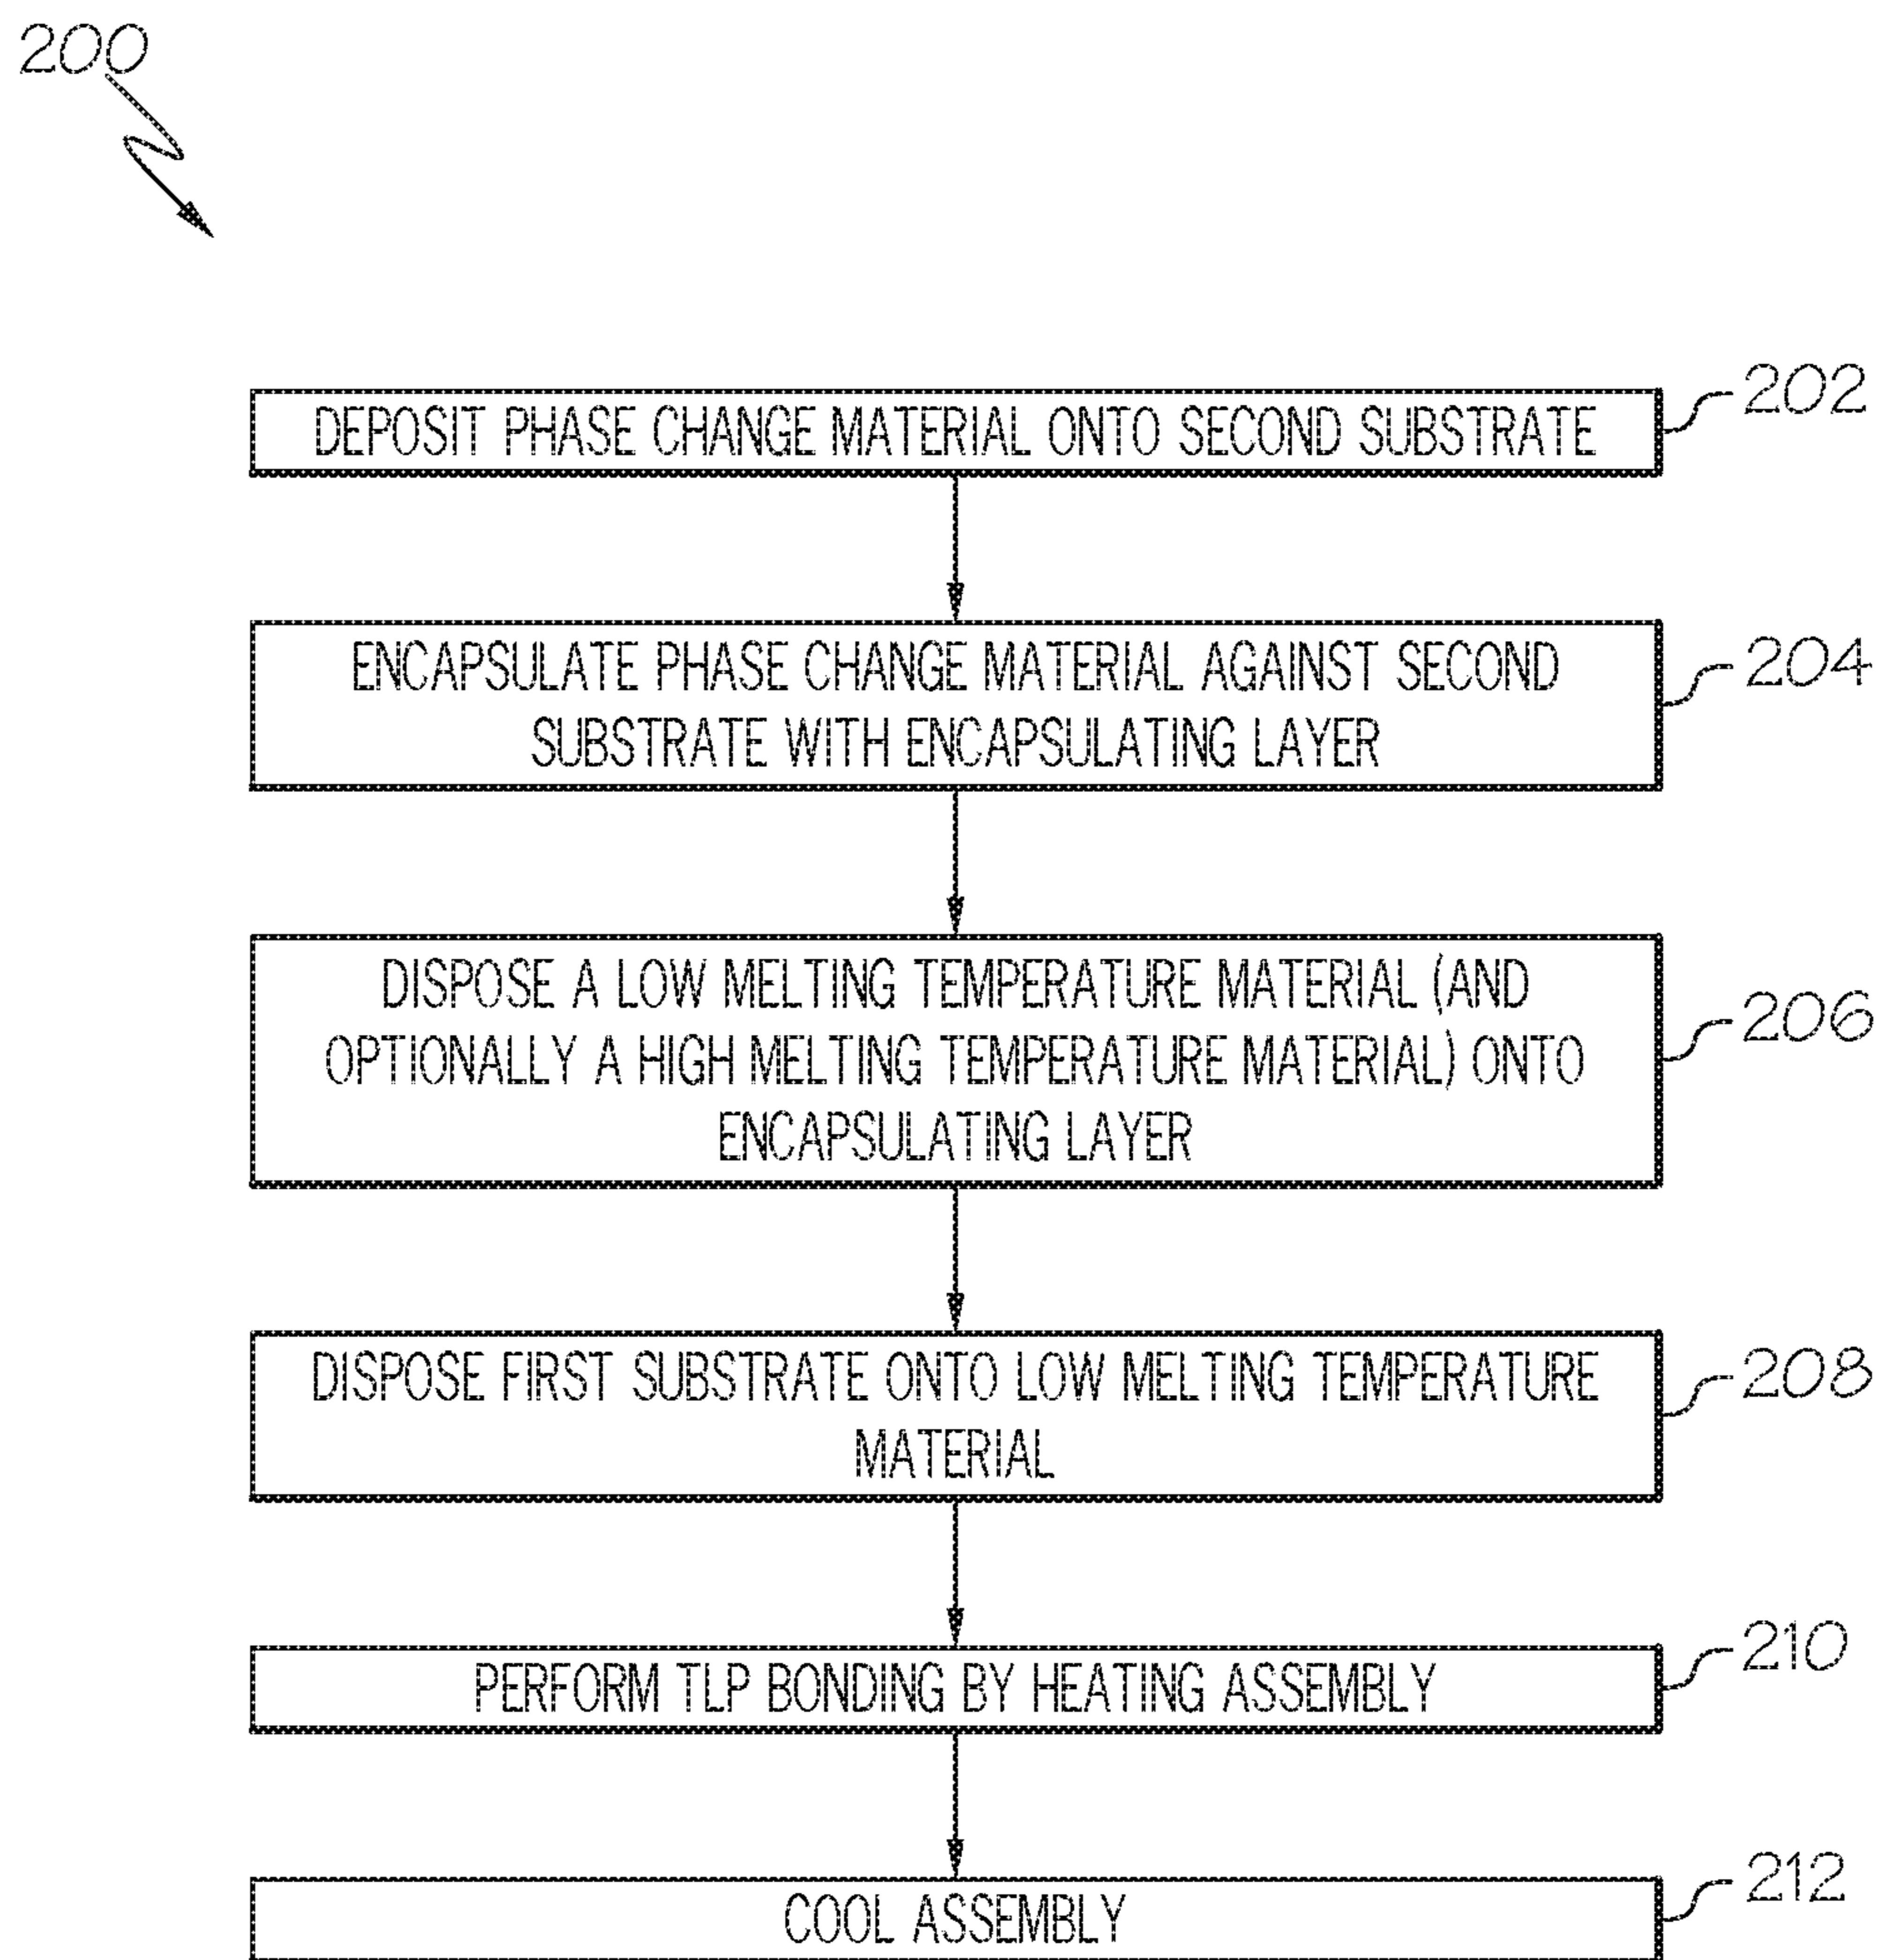 200
DEPOSIT PHASE CHANGE MATERIAL ONTO SECOND SUBSTRATE
202
ENCAPSULATE PHASE CHANGE MATERIAL AGAINST SECOND
SUBSTRATE WITH ENCAPSULATING LAYER
204
DISPOSE A LOW MELTING TEMPERATURE MATERIAL (AND
OPTIONALLY A HIGH MELTING TEMPERATURE MATERIAL) ONTO
ENCAPSULATING LAYER
206
DISPOSE FIRST SUBSTRATE ONTO LOW MELTING TEMPERATURE
MATERIAL
208
PERFORM TLP BONDING BY HEATING ASSEMBLY
210
COOL ASSEMBLY
212